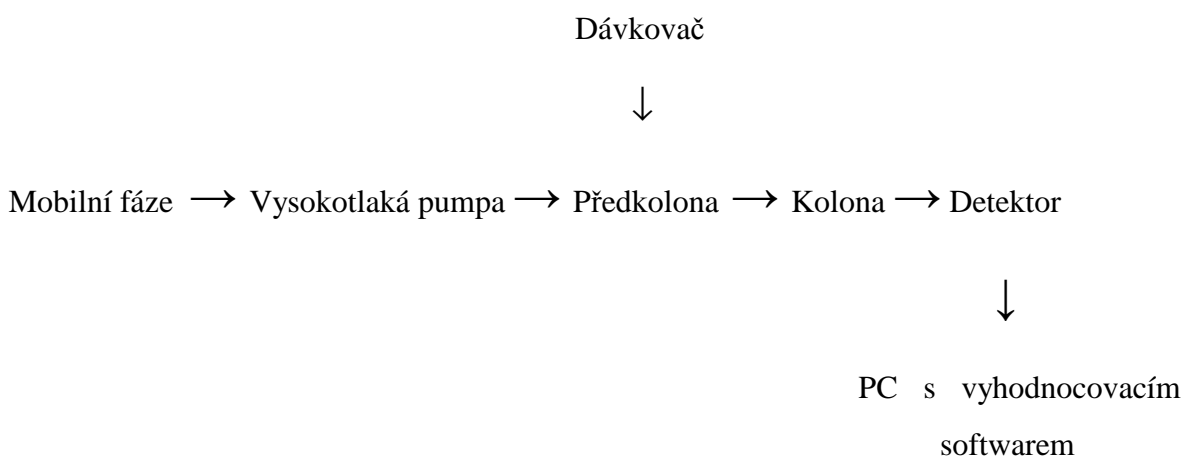 Dávkovač
↓
Mobilní fáze → Vysokotlaká pumpa → Předkolona → Kolona → Detektor
↓
PC s vyhodnocovacím
softwarem